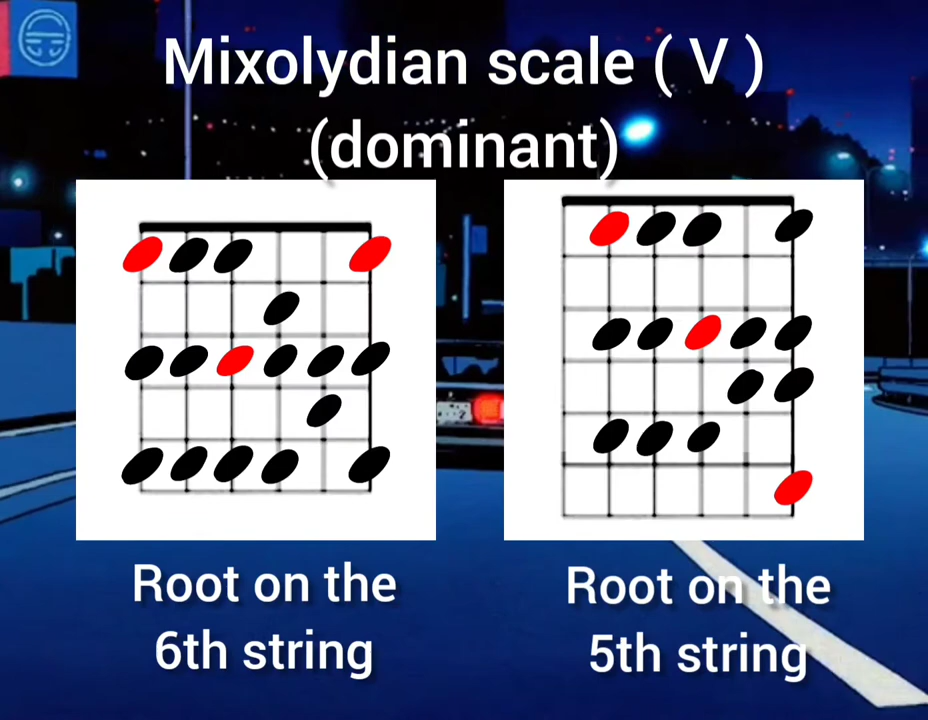 Mixolydian scale ( V )
(dominant)
Root on the
6th string
Root on the
5th string